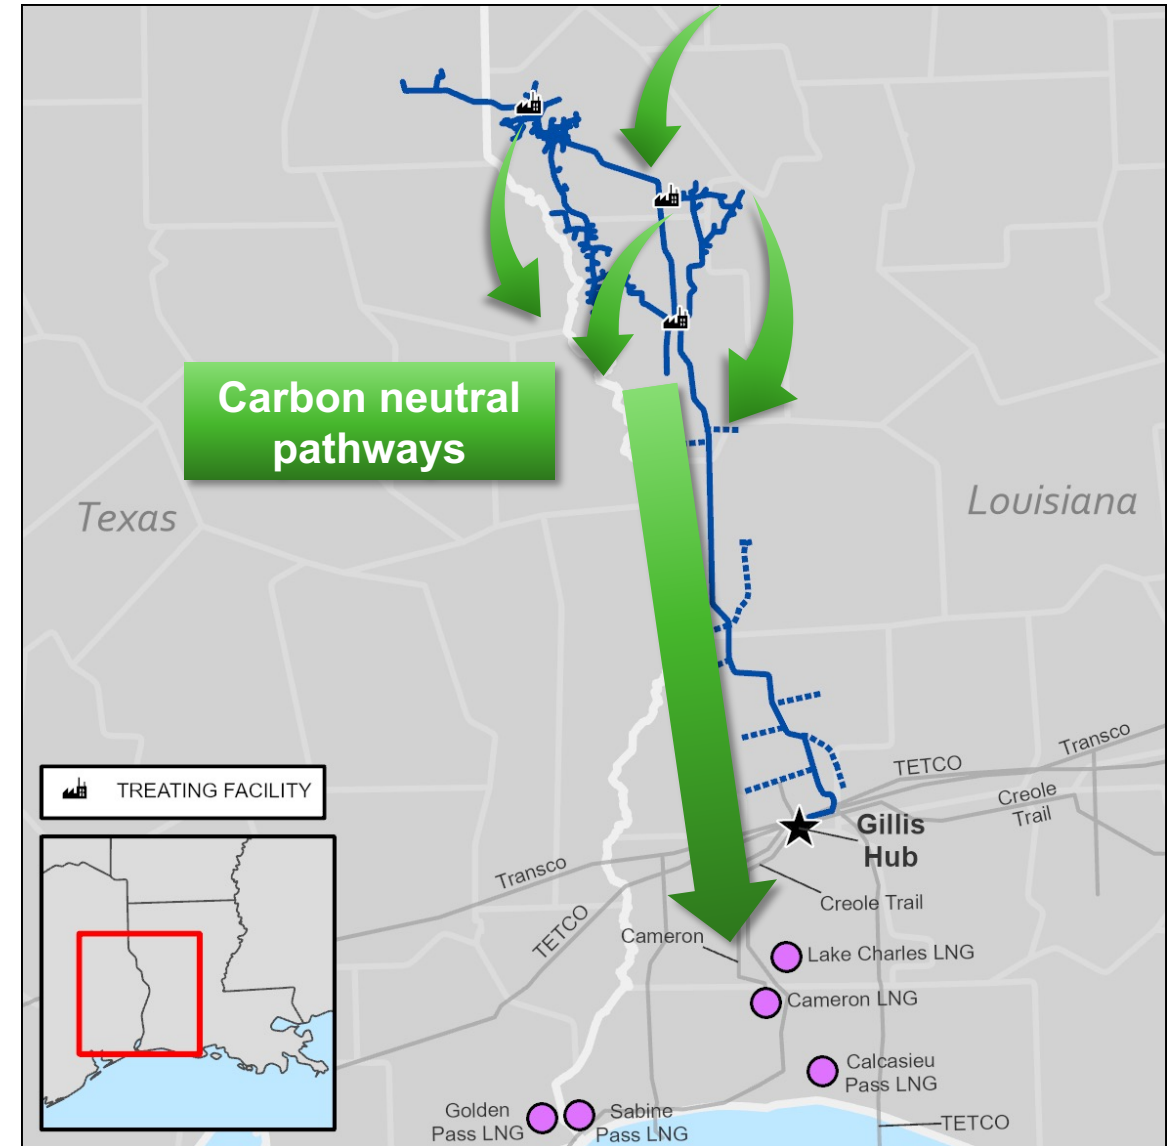 Carbon neutral
pathways
Texas
Louisiana
TREATING FACILITY
Transco
TETCO
Creole
Trail
Gillis
Hub
Transco
TETCO
Creole Trail
Cameron
Lake Charles LNG
Cameron LNG
Calcasieu
Pass LNG
Golden
Pass LNG
Sabine
Pass LNG
TETCO